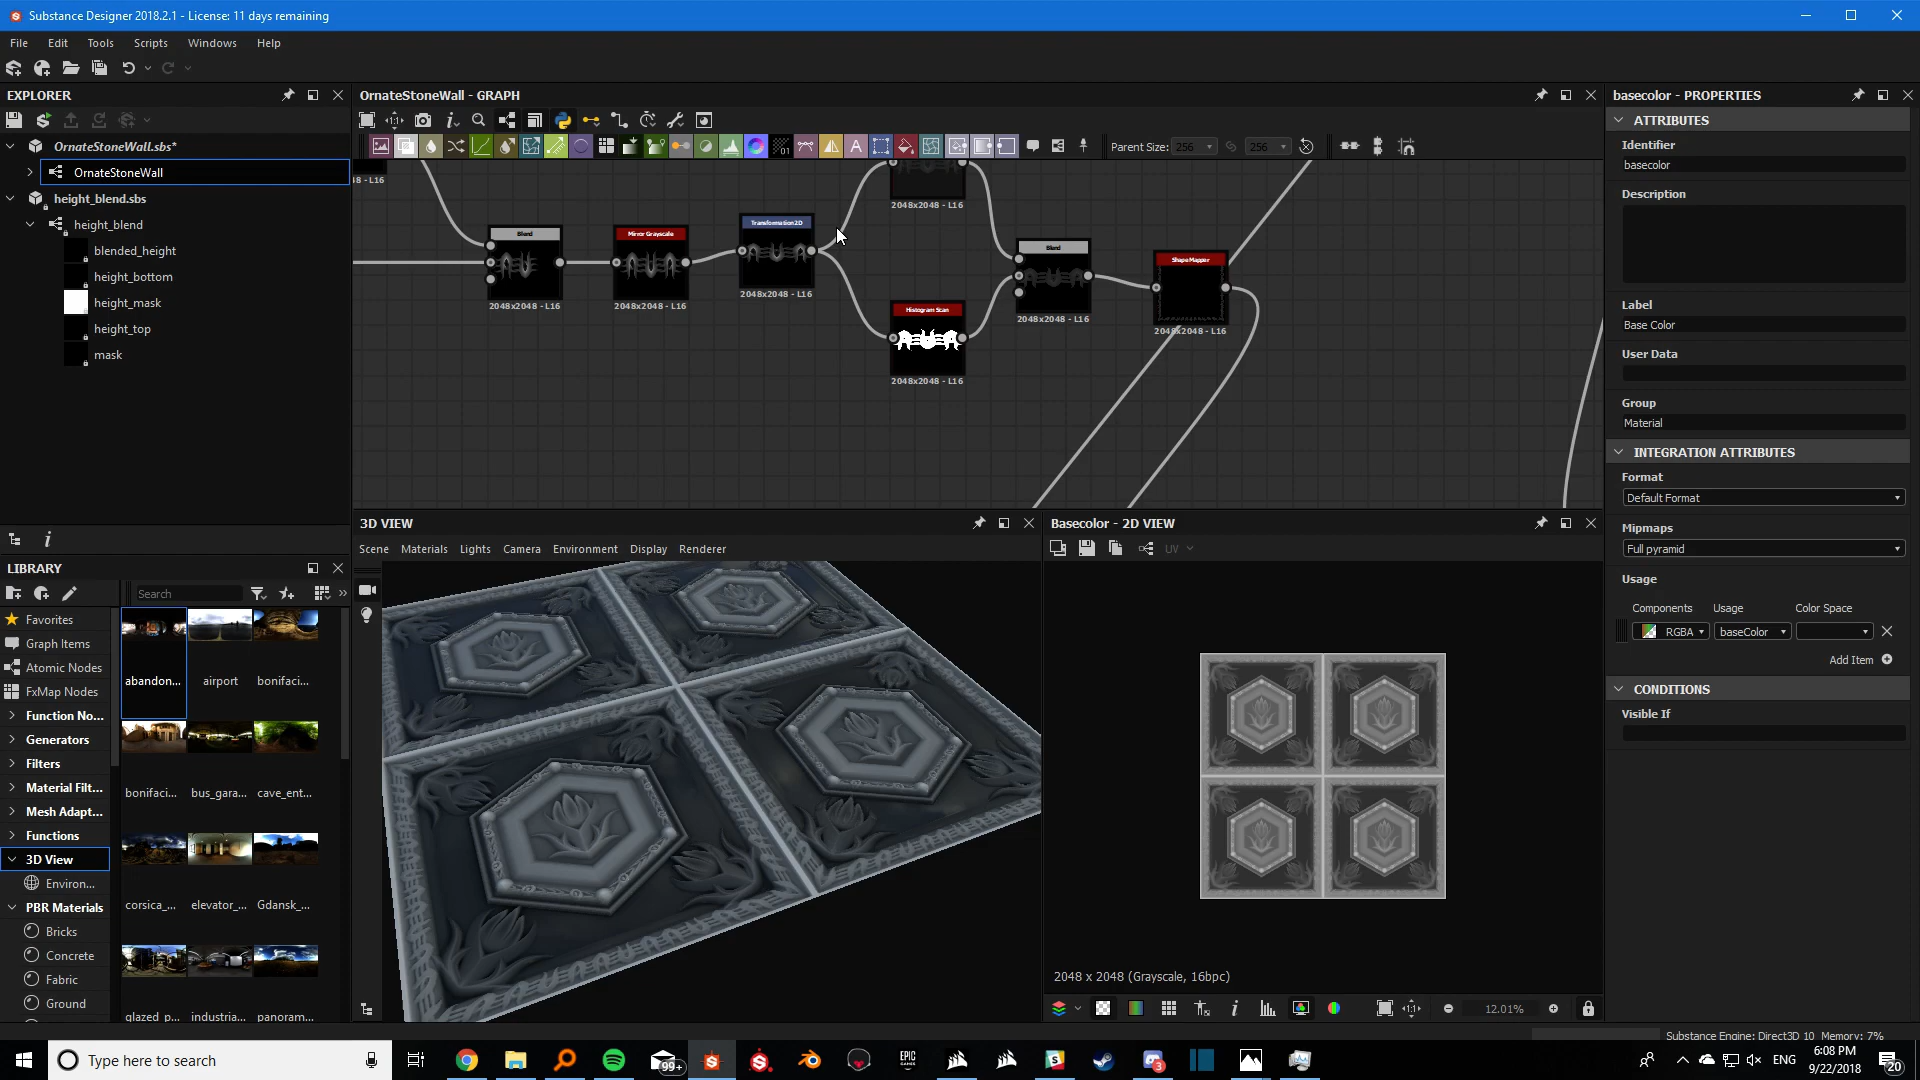 Substance Designer 2018.2.1 - License: 11 days remaining
File Edit Tools Scripts Windows Help
EXPLORER
OrnateStoneWall.sbs*
OrnateStoneWall
height_blend.sbs
height_blend
blended_height
height_bottom
height_mask
height_top
mask
LIBRARY
Search
Favorites
Graph Items
Atomic Nodes
FxMap Nodes
Function No...
Generators
Filters
Material Filt...
Mesh Adapt...
Functions
3D View
Environ...
PBR Materials
Bricks
Concrete
Fabric
Ground
abandon... airport bonifaci...
bonifaci... bus_gara... cave_ent...
corsica_... elevator_... Gdansk_...
glazed_p... industria... panoram...
OrnateStoneWall - GRAPH
Parent Size: 256 256
48 - L16
2048x2048 - L16
Blend
2048x2048 - L16
Mirror Grayscale
2048x2048 - L16
Transformation 2D
2048x2048 - L16
Histogram Scan
2048x2048 - L16
Blend
2048x2048 - L16
Shape Mapper
2048x2048 - L16
3D VIEW
Scene Materials Lights Camera Environment Display Renderer
Basecolor - 2D VIEW
UV
2048 x 2048 (Grayscale, 16bpc)
12.01%
basecolor - PROPERTIES
ATTRIBUTES
Identifier
basecolor
Description
Label
Base Color
User Data
Group
Material
INTEGRATION ATTRIBUTES
Format
Default Format
Mipmaps
Full pyramid
Usage
Components Usage Color Space
RGBA baseColor
Add Item
CONDITIONS
Visible If
Substance Engine: Direct3D 10 Memory: 7%
Type here to search
99+
EPIC GAMES
3
ENG
6:08 PM
9/22/2018
20